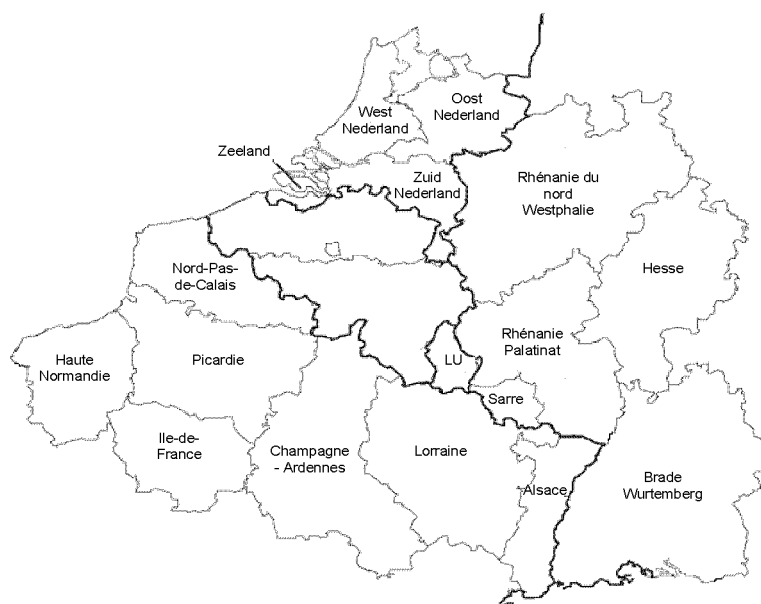 West
Nederland
Oost
Nederland
Zeeland
Zuid
Nederland
Rhénanie du
nord
Westphalie
Nord-Pas-
de-Calais
Hesse
Haute
Normandie
Picardie
LU
Rhénanie
Palatinat
Sarre
Ile-de-
France
Champagne
- Ardennes
Lorraine
Alsace
Brade
Wurtemberg